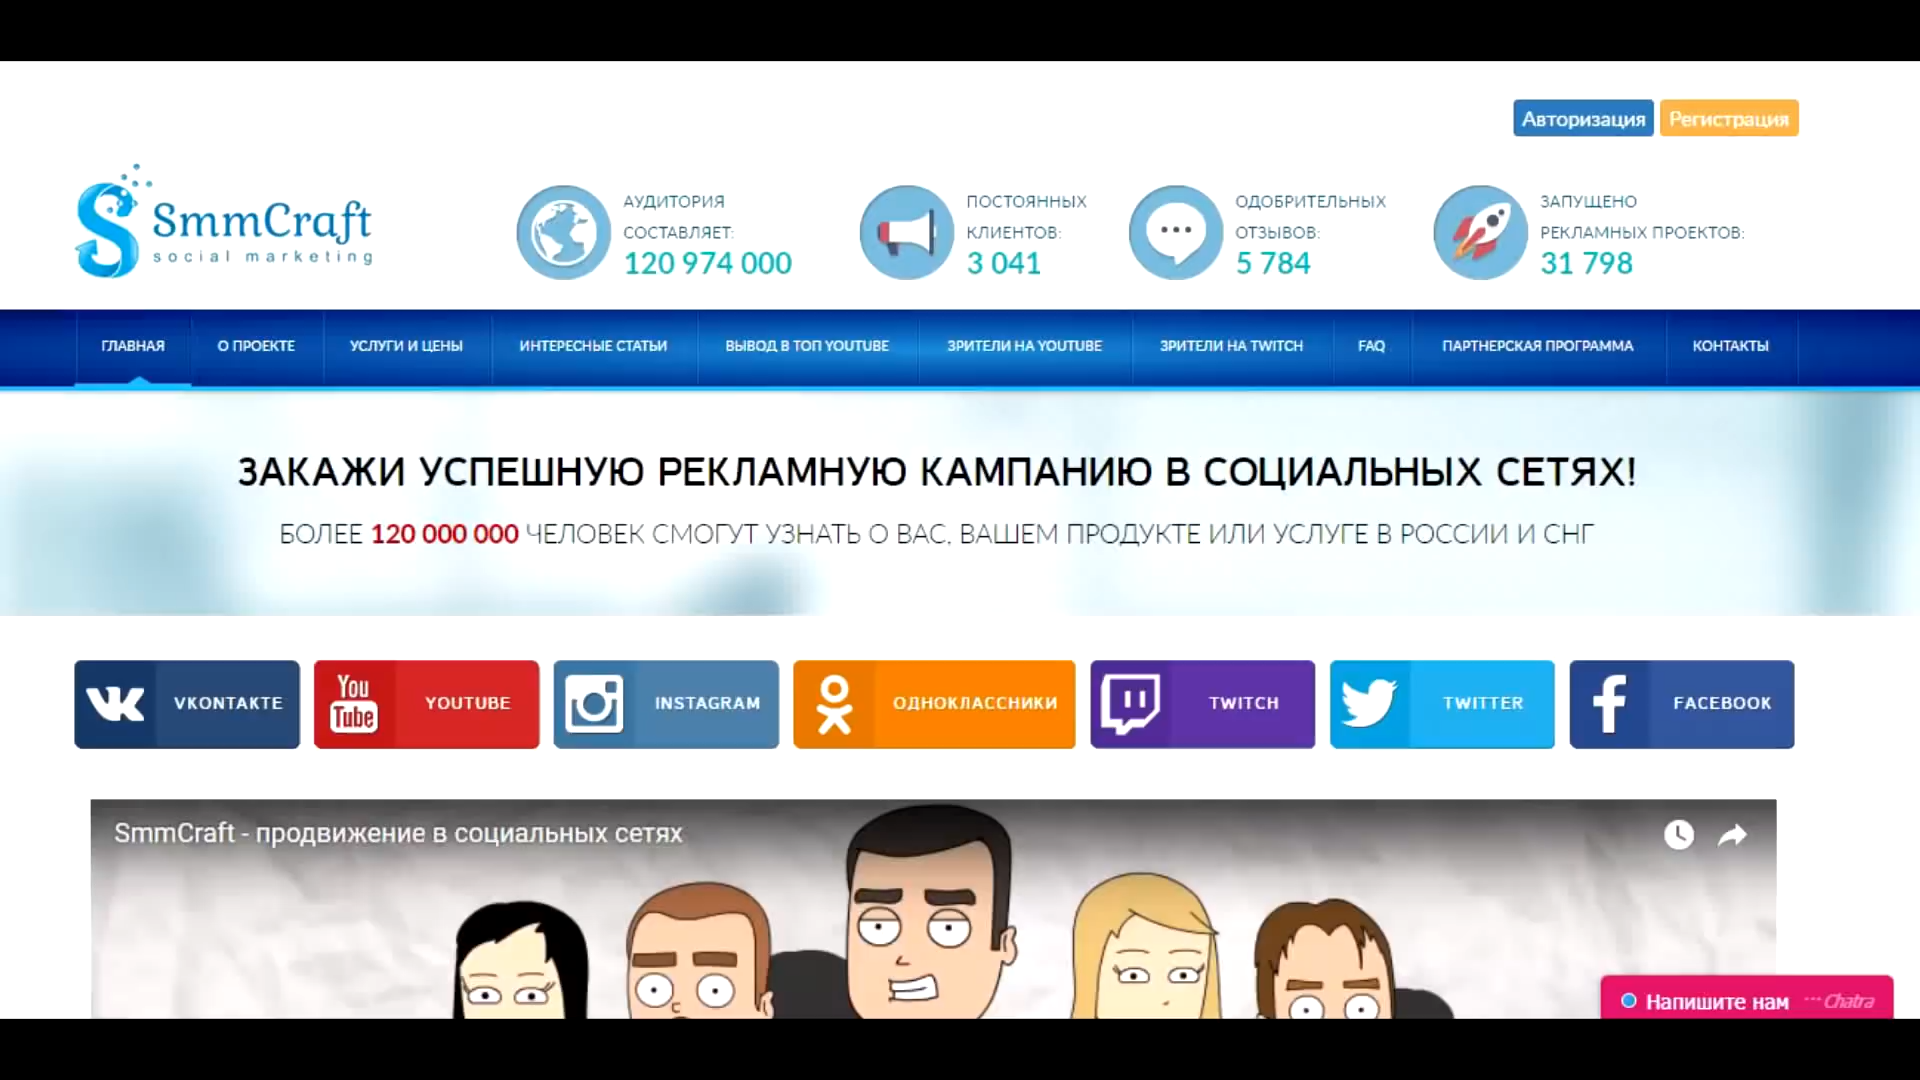 Авторизация
Регистрация
SmmCraft
social marketing
АУДИТОРИЯ
СОСТАВЛЯЕТ:
120 974 000
ПОСТОЯННЫХ
КЛИЕНТОВ:
3 041
ОДОБРИТЕЛЬНЫХ
ОТЗЫВОВ:
5 784
ЗАПУЩЕНО
РЕКЛАМНЫХ ПРОЕКТОВ:
31 798
ГЛАВНАЯ
О ПРОЕКТЕ
УСЛУГИ И ЦЕНЫ
ИНТЕРЕСНЫЕ СТАТЬИ
ВЫВОД В ТОП YOUTUBE
ЗРИТЕЛИ НА YOUTUBE
ЗРИТЕЛИ НА TWITCH
FAQ
ПАРТНЕРСКАЯ ПРОГРАММА
КОНТАКТЫ
ЗАКАЖИ УСПЕШНУЮ РЕКЛАМНУЮ КАМПАНИЮ В СОЦИАЛЬНЫХ СЕТЯХ!
БОЛЕЕ 120 000 000 ЧЕЛОВЕК СМОГУТ УЗНАТЬ О ВАС, ВАШЕМ ПРОДУКТЕ ИЛИ УСЛУГЕ В РОССИИ И СНГ
VKONTAKTE
You
Tube
YOUTUBE
INSTAGRAM
ОДНОКЛАССНИКИ
TWITCH
TWITTER
FACEBOOK
SmmCraft - продвижение в социальных сетях
Напишите нам
Chatra